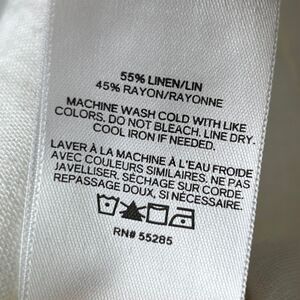 55% LINEN/LIN
45% RAYON/RAYONNE
MACHINE WASH COLD WITH LIKE
COLORS. DO NOT BLEACH. LINE DRY.
COOL IRON IF NEEDED.
LAVER À LA MACHINE À L'EAU FROIDE
AVEC COULEURS SIMILAIRES. NE PAS
JAVELLISER. SÉCHAGE SUR CORDE.
REPASSAGE DOUX, SI NÉCESSAIRE.
RN# 55285